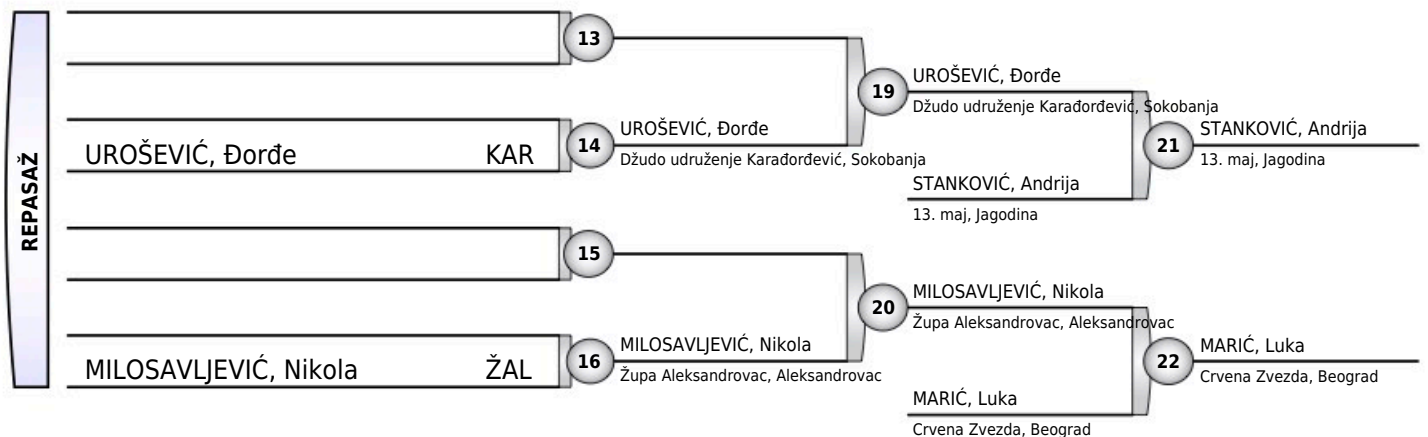 REPASAŽ
13
UROŠEVIĆ, Đorđe KAR
14
UROŠEVIĆ, Đorđe
Džudo udruženje Karađorđević, Sokobanja
19
UROŠEVIĆ, Đorđe
Džudo udruženje Karađorđević, Sokobanja
STANKOVIĆ, Andrija
13. maj, Jagodina
21
STANKOVIĆ, Andrija
13. maj, Jagodina
15
MILOSAVLJEVIĆ, Nikola ŽAL
16
MILOSAVLJEVIĆ, Nikola
Župa Aleksandrovac, Aleksandrovac
20
MILOSAVLJEVIĆ, Nikola
Župa Aleksandrovac, Aleksandrovac
MARIĆ, Luka
Crvena Zvezda, Beograd
22
MARIĆ, Luka
Crvena Zvezda, Beograd